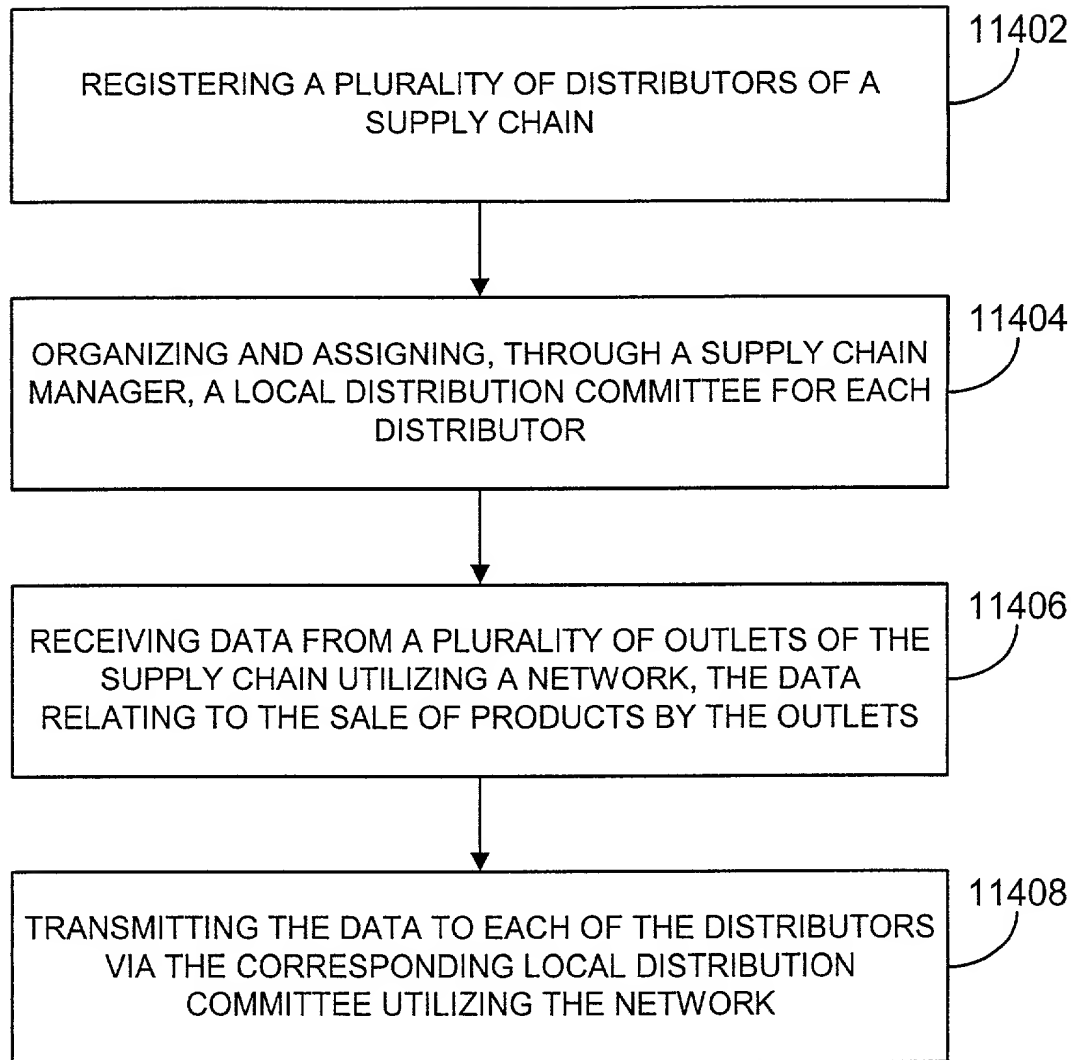 11402
REGISTERING A PLURALITY OF DISTRIBUTORS OF A
SUPPLY CHAIN
11404
ORGANIZING AND ASSIGNING, THROUGH A SUPPLY CHAIN
MANAGER, A LOCAL DISTRIBUTION COMMITTEE FOR EACH
DISTRIBUTOR
11406
RECEIVING DATA FROM A PLURALITY OF OUTLETS OF THE
SUPPLY CHAIN UTILIZING A NETWORK, THE DATA
RELATING TO THE SALE OF PRODUCTS BY THE OUTLETS
11408
TRANSMITTING THE DATA TO EACH OF THE DISTRIBUTORS
VIA THE CORRESPONDING LOCAL DISTRIBUTION
COMMITTEE UTILIZING THE NETWORK